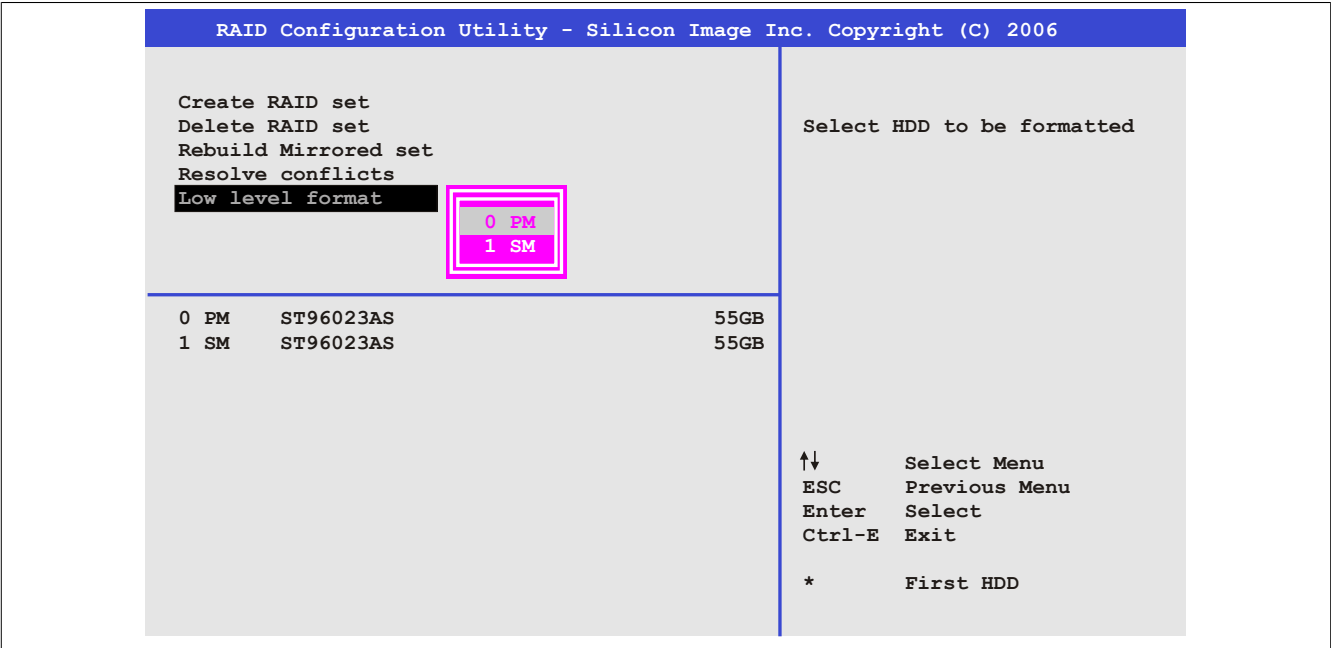 RAID Configuration Utility - Silicon Image Inc. Copyright (C) 2006
Create RAID set
Delete RAID set
Rebuild Mirrored set
Resolve conflicts
Low level format
0 PM
1 SM
0 PM ST96023AS 55GB
1 SM ST96023AS 55GB
Select HDD to be formatted
↑↓ Select Menu
ESC Previous Menu
Enter Select
Ctrl-E Exit
* First HDD